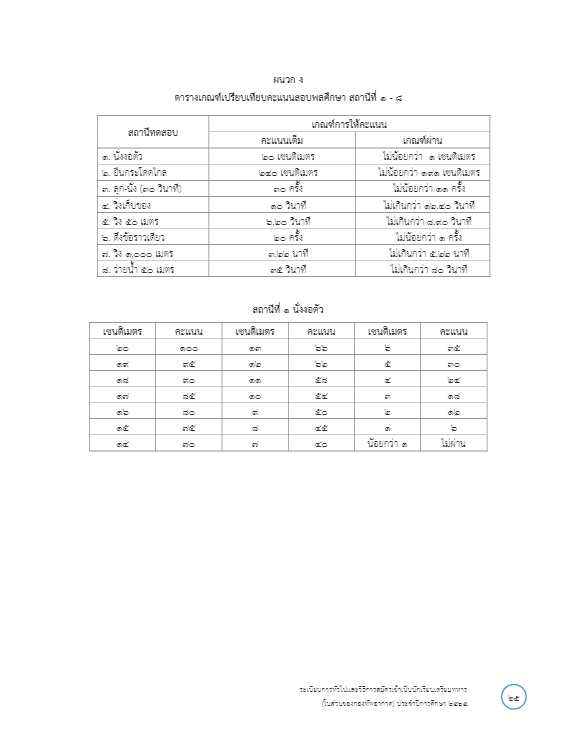 ผนวก ง
ตารางเกณฑ์เปรียบเทียบคะแนนสอบพลศึกษา สถานีที่ ๑ - ๘
สถานีทดสอบ เกณฑ์การให้คะแนน
คะแนนเต็ม เกณฑ์ผ่าน
๑. นั่งงอตัว ๒๐ เซนติเมตร ไม่น้อยกว่า ๑ เซนติเมตร
๒. ยืนกระโดดไกล ๒๔๐ เซนติเมตร ไม่น้อยกว่า ๑๙๑ เซนติเมตร
๓. ลุก-นั่ง (๓๐ วินาที) ๓๐ ครั้ง ไม่น้อยกว่า ๑๑ ครั้ง
๔. วิ่งเก็บของ ๑๐ วินาที ไม่เกินกว่า ๑๒.๔๐ วินาที
๕. วิ่ง ๕๐ เมตร ๖.๒๐ วินาที ไม่เกินกว่า ๘.๙๐ วินาที
๖. ดึงข้อราวเดี่ยว ๒๐ ครั้ง ไม่น้อยกว่า ๑ ครั้ง
๗. วิ่ง ๑,๐๐๐ เมตร ๓.๒๒ นาที ไม่เกินกว่า ๕.๒๒ นาที
๘. ว่ายน้ำ ๕๐ เมตร ๓๕ วินาที ไม่เกินกว่า ๘๐ วินาที
สถานีที่ ๑ นั่งงอตัว
เซนติเมตร คะแนน เซนติเมตร คะแนน เซนติเมตร คะแนน
๒๐ ๑๐๐ ๑๓ ๖๖ ๖ ๓๕
๑๙ ๙๕ ๑๒ ๖๒ ๕ ๓๐
๑๘ ๙๐ ๑๑ ๕๘ ๔ ๒๔
๑๗ ๘๕ ๑๐ ๕๔ ๓ ๑๘
๑๖ ๘๐ ๙ ๕๐ ๒ ๑๒
๑๕ ๗๕ ๘ ๔๕ ๑ ๖
๑๔ ๗๐ ๗ ๔๐ น้อยกว่า ๑ ไม่ผ่าน
ระเบียบการทั่วไปและวิธีการสมัครเข้าเป็นนักเรียนเตรียมทหาร
(ในส่วนของกองทัพอากาศ) ประจำปีการศึกษา ๒๕๖๕
๒๕